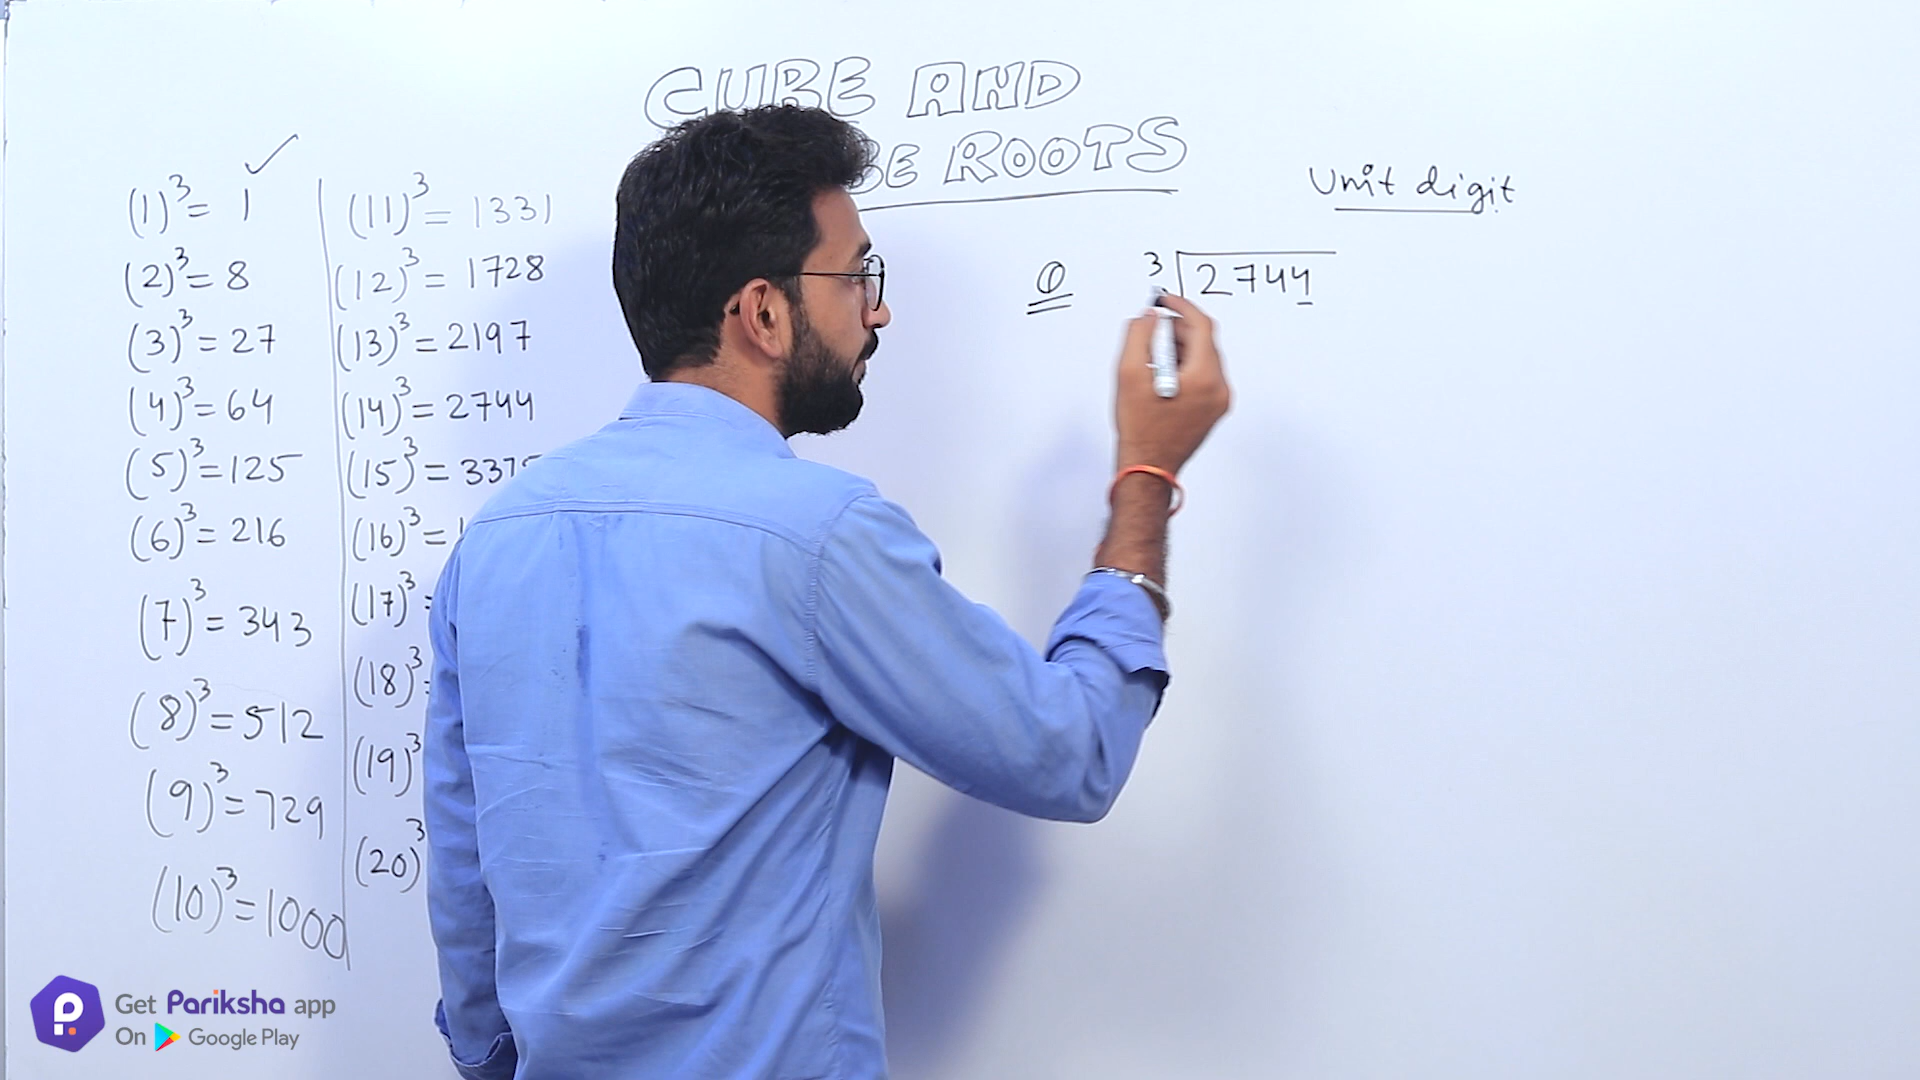 CUBE AND
BE ROOTS
Unit digit
(1)³ = 1 ✓
(2)³ = 8
(3)³ = 27
(4)³ = 64
(5)³ = 125
(6)³ = 216
(7)³ = 343
(8)³ = 512
(9)³ = 729
(10)³ = 1000
(11)³ = 1331
(12)³ = 1728
(13)³ = 2197
(14)³ = 2744
(15)³ = 3375
(16)³ = 
(17)³ =
(18)³ =
(19)³
(20)³
① ³√2744
Get Pariksha app
On Google Play